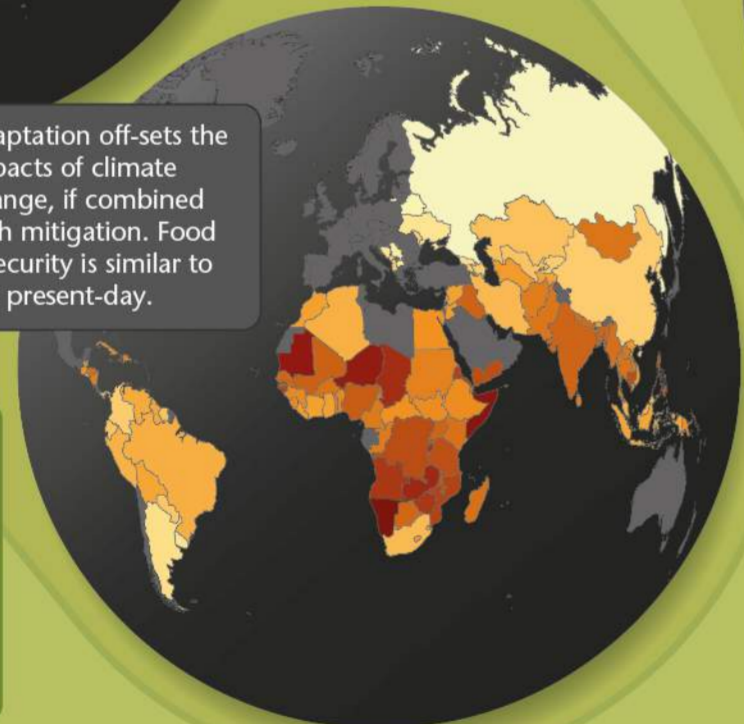 aptation off-sets the
pacts of climate
ange, if combined
h mitigation. Food
ecurity is similar to
present-day.